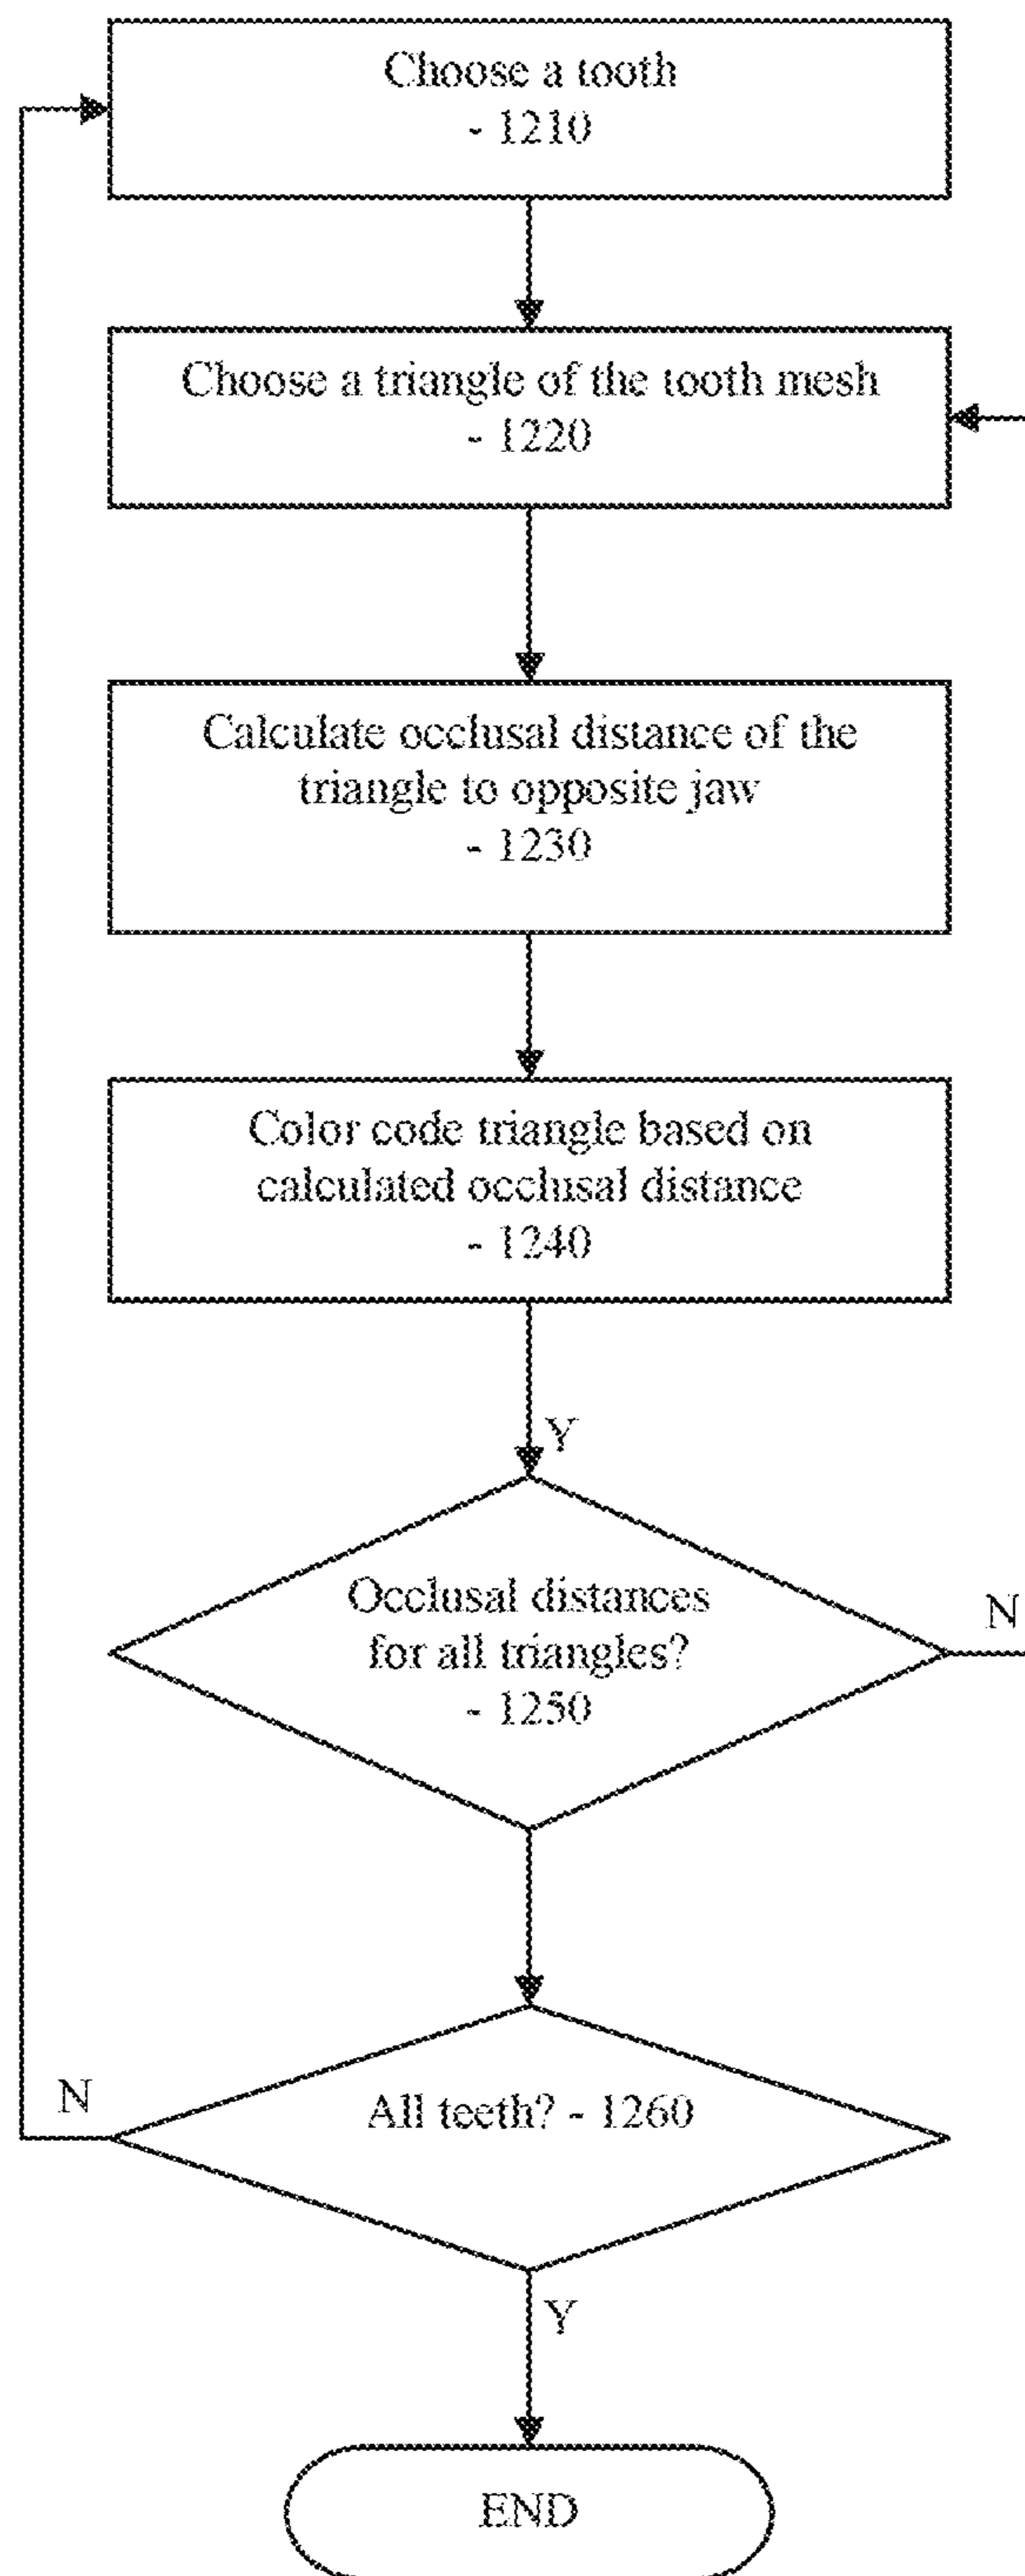 Choose a tooth
- 1210
Choose a triangle of the tooth mesh
- 1220
Calculate occlusal distance of the
triangle to opposite jaw
- 1230
Color code triangle based on
calculated occlusal distance
- 1240
Y
Occlusal distances
for all triangles?
- 1250
N
All teeth? - 1260
N
Y
END